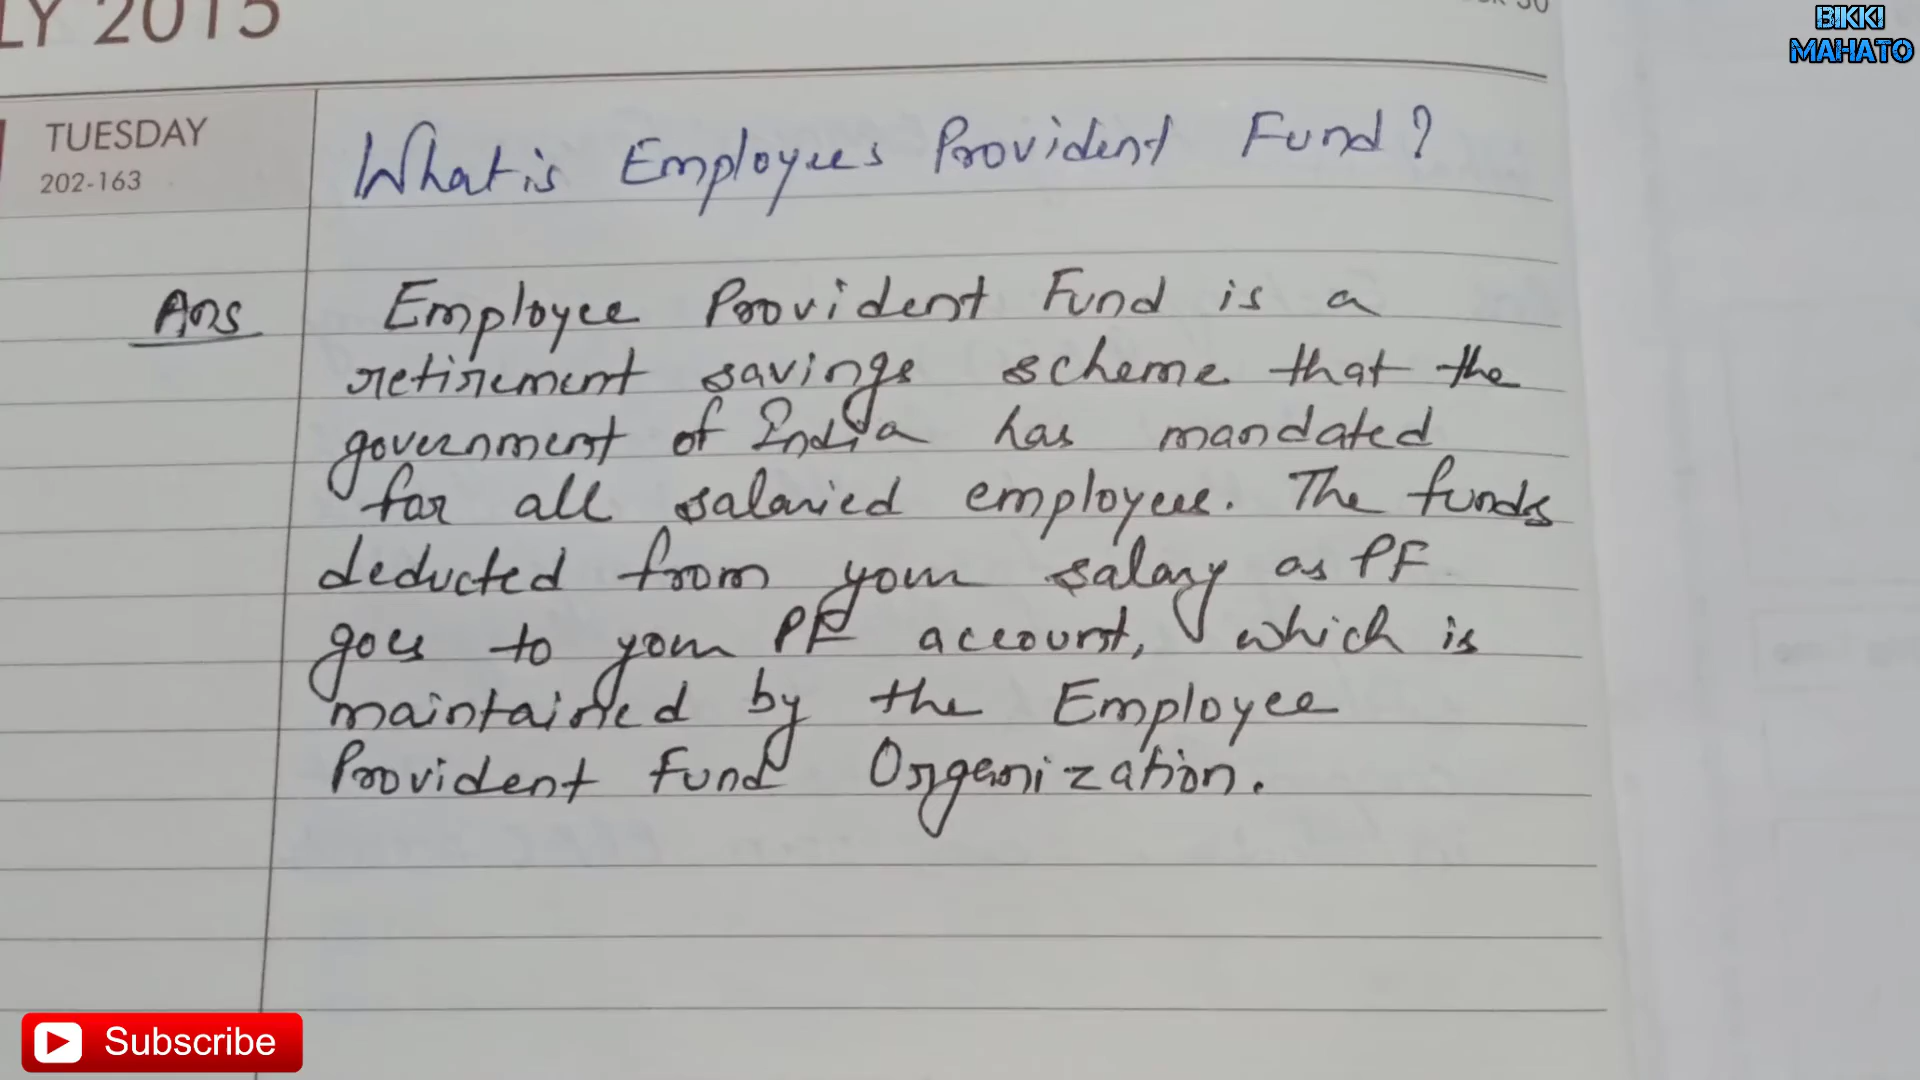 LY 2015
BIKKI
MAHATO
TUESDAY
202-163
What is Employees Provident Fund?
Ans Employee Provident Fund is a
retirement savings scheme that the
government of India has mandated
for all salaried employees. The funds
deducted from your salary as PF
goes to your PF account, which is
maintained by the Employee
Provident Fund Organization.
Subscribe